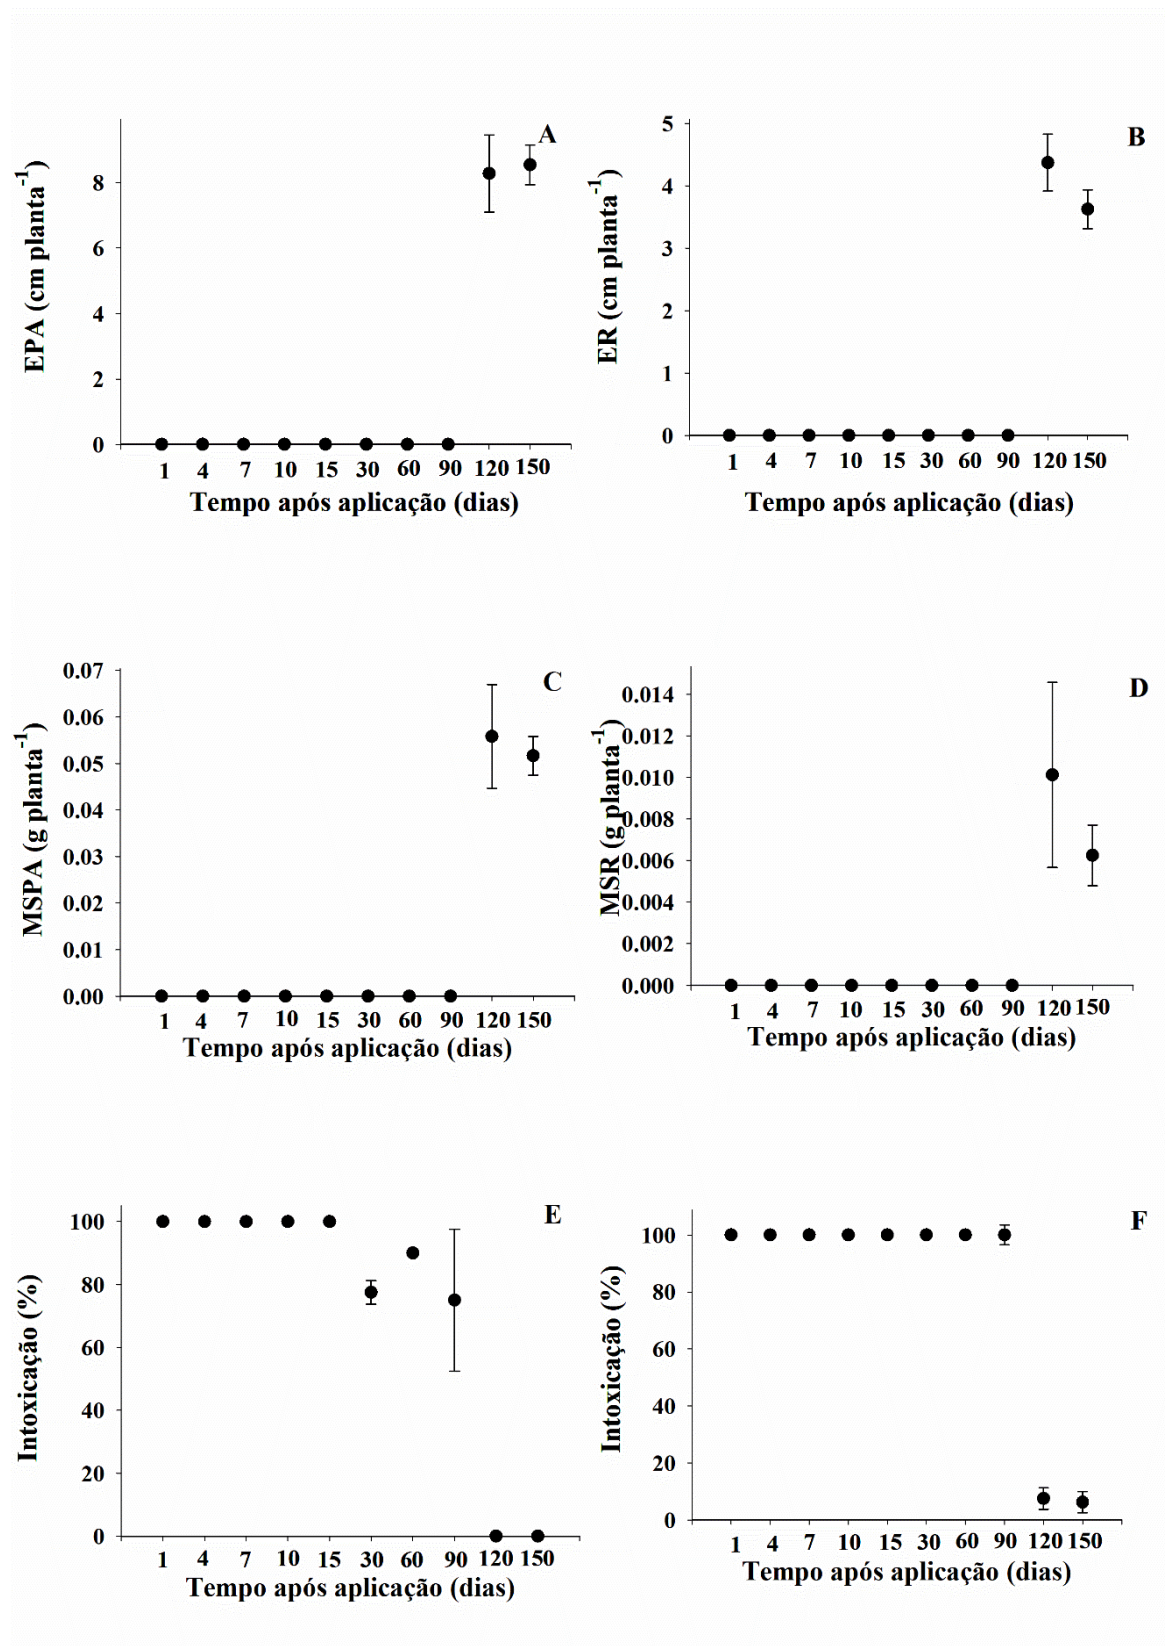 A
EPA (cm planta-1)
8
6
4
2
0
1 4 7 10 15 30 60 90 120 150
Tempo após aplicação (dias)
B
ER (cm planta-1)
5
4
3
2
1
0
1 4 7 10 15 30 60 90 120 150
Tempo após aplicação (dias)
C
MSPA (g planta-1)
0.07
0.06
0.05
0.04
0.03
0.02
0.01
0.00
1 4 7 10 15 30 60 90 120 150
Tempo após aplicação (dias)
D
MSR (g planta-1)
0.014
0.012
0.010
0.008
0.006
0.004
0.002
0.000
1 4 7 10 15 30 60 90 120 150
Tempo após aplicação (dias)
E
Intoxicação (%)
100
80
60
40
20
0
1 4 7 10 15 30 60 90 120 150
Tempo após aplicação (dias)
F
Intoxicação (%)
100
80
60
40
20
0
1 4 7 10 15 30 60 90 120 150
Tempo após aplicação (dias)